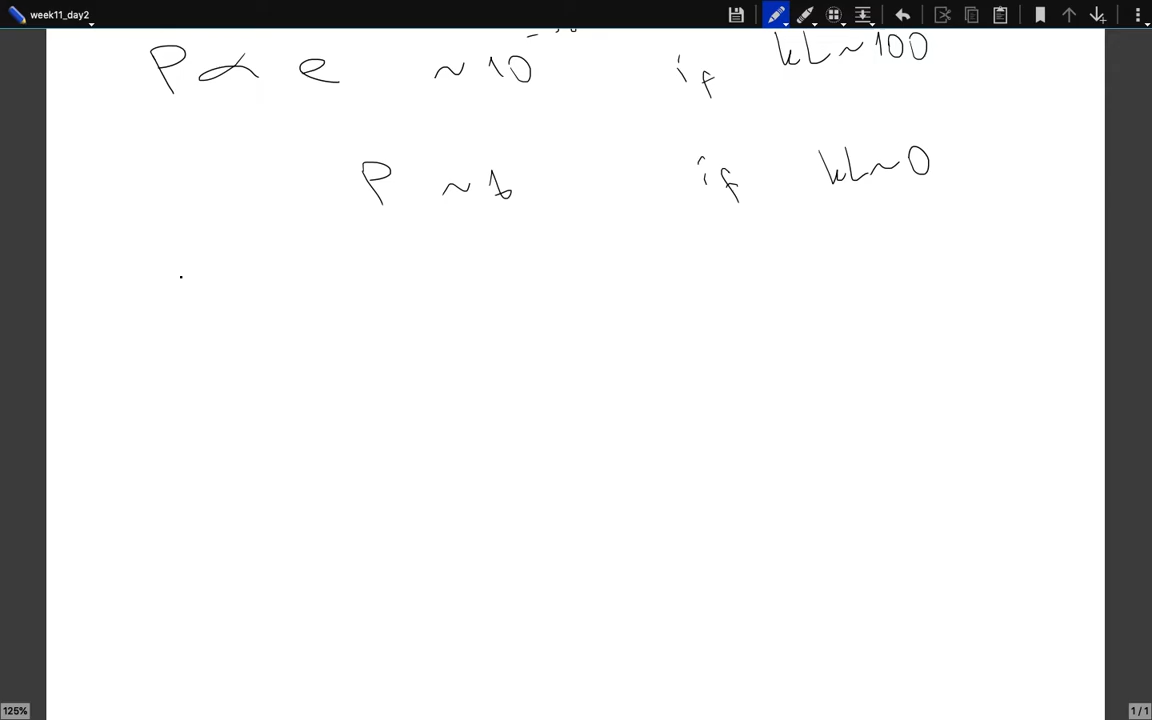 week11_day2
P ∝ e ~ 10 if kL ~ 100
P ~ 1 if kL ~ 0
125%
1/1